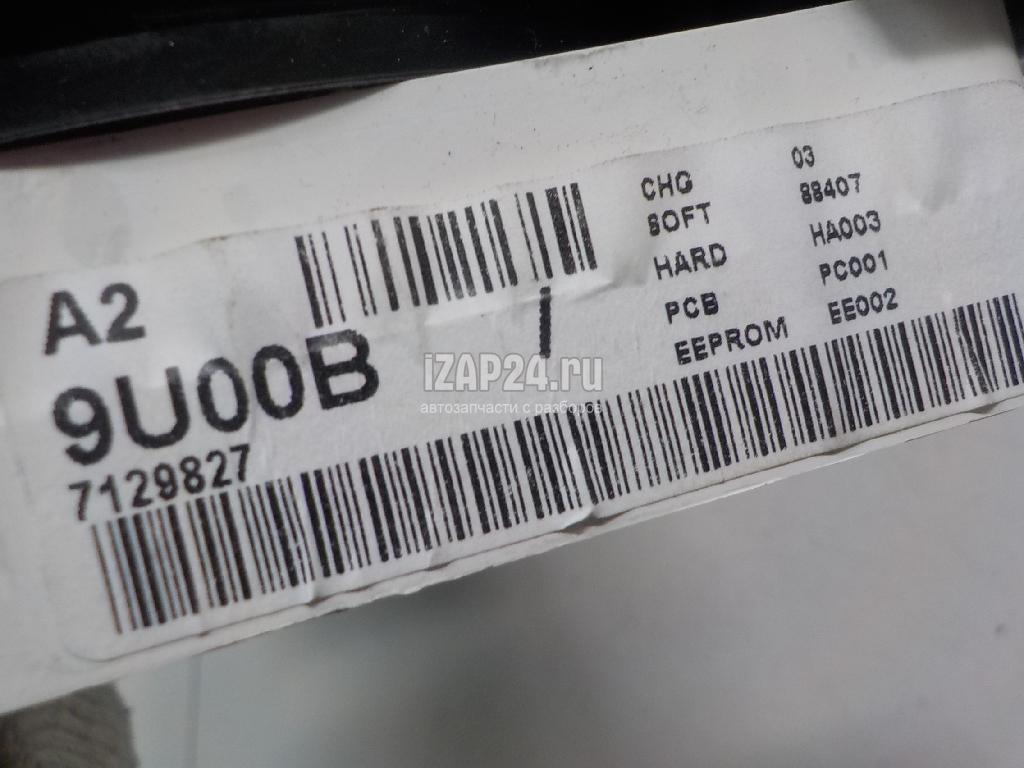 A2
9U00B
7129827
CHG 03
SOFT 88407
HARD HA003
PCB PC001
EEPROM EE002
iZAP24.ru
автозапчасти с разборов